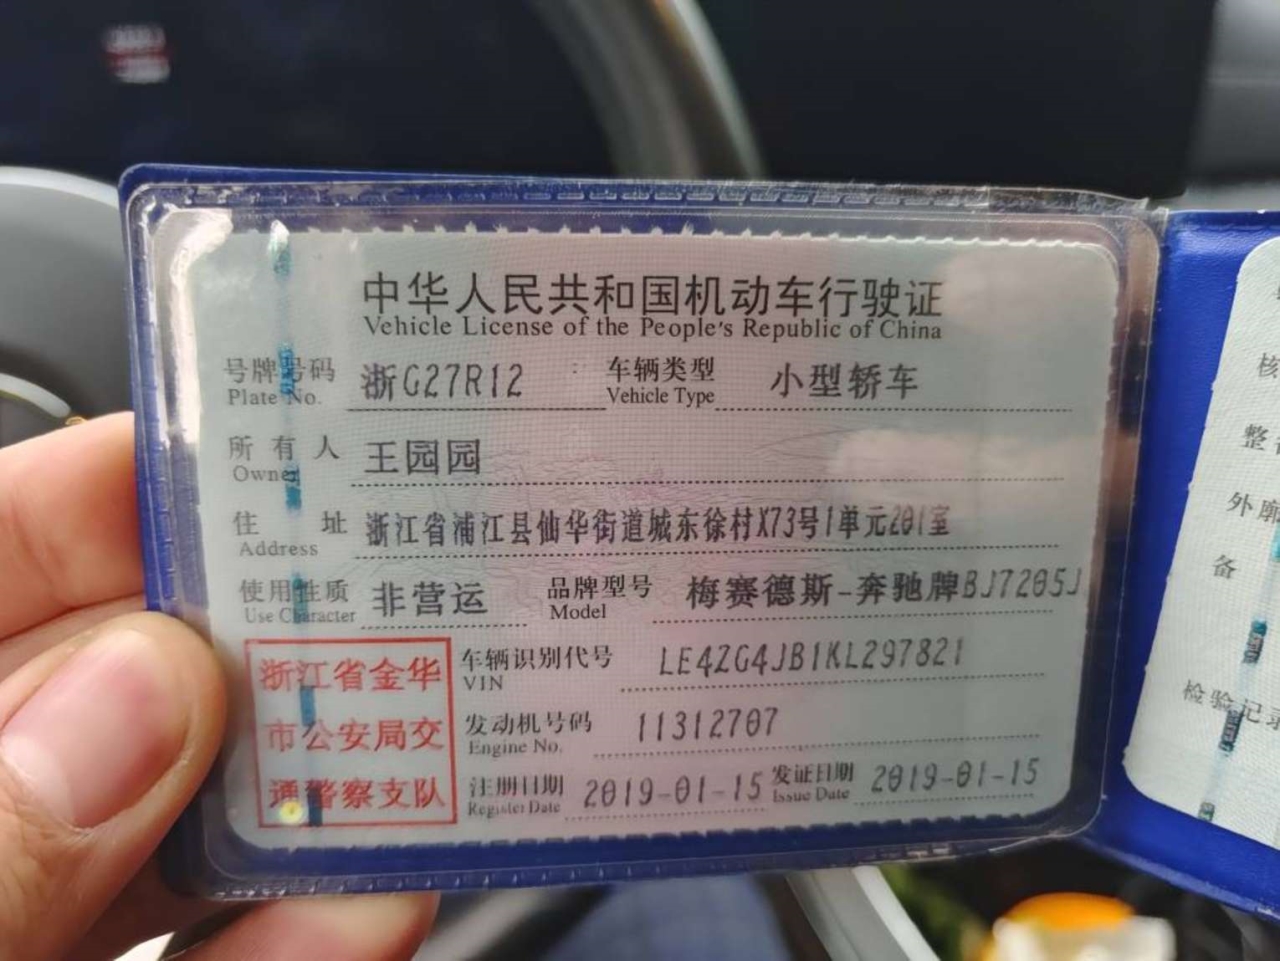 中华人民共和国机动车行驶证
Vehicle License of the People's Republic of China
号牌号码 浙G27R12 车辆类型 小型轿车
Plate No. Vehicle Type
所有人 王园园
Owner
住址 浙江省浦江县仙华街道城东徐村X73号1单元201室
Address
使用性质 非营运 品牌型号 梅赛德斯-奔驰牌BJ7205J
Use Character Model
浙江省金华
市公安局交
通警察支队
车辆识别代号 LE4ZG4JB1KL297821
VIN
发动机号码 11312707
Engine No.
注册日期 2019-01-15 发证日期 2019-01-15
Register Date Issue Date
核
整
外廓
备
检验记录